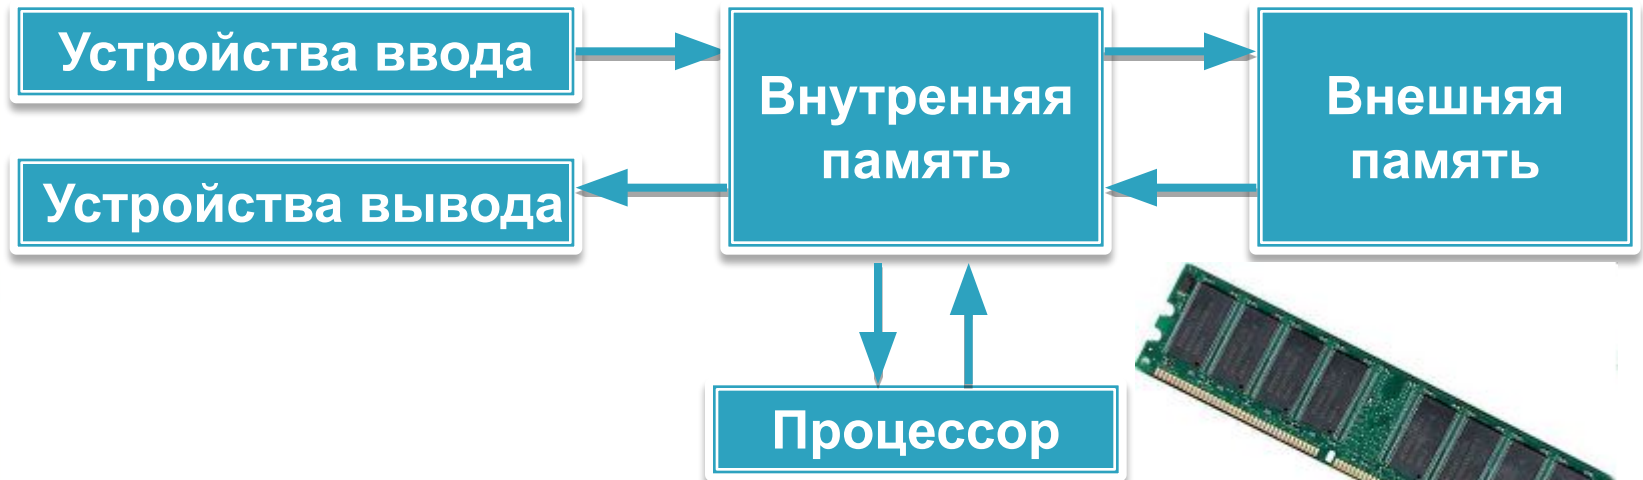 Устройства ввода
Устройства вывода
Внутренняя
память
Внешняя
память
Процессор